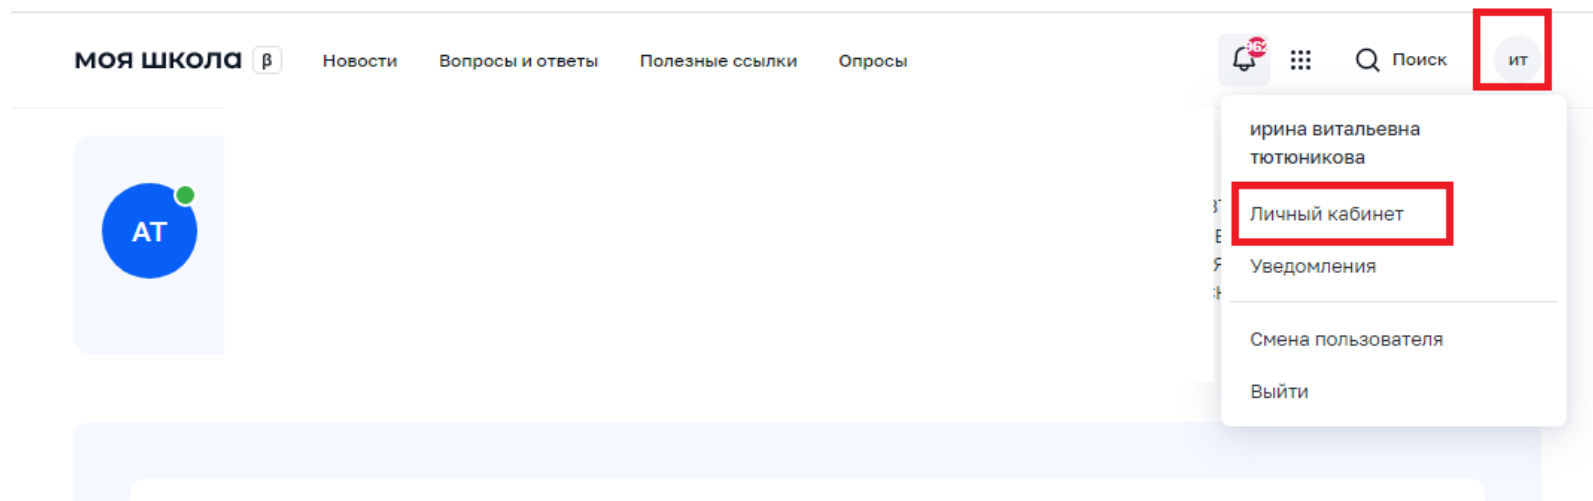 моя школа β Новости Вопросы и ответы Полезные ссылки Опросы 962 Поиск ИТ
ирина витальевна
тютюникова
АТ
Личный кабинет
Уведомления
Смена пользователя
Выйти